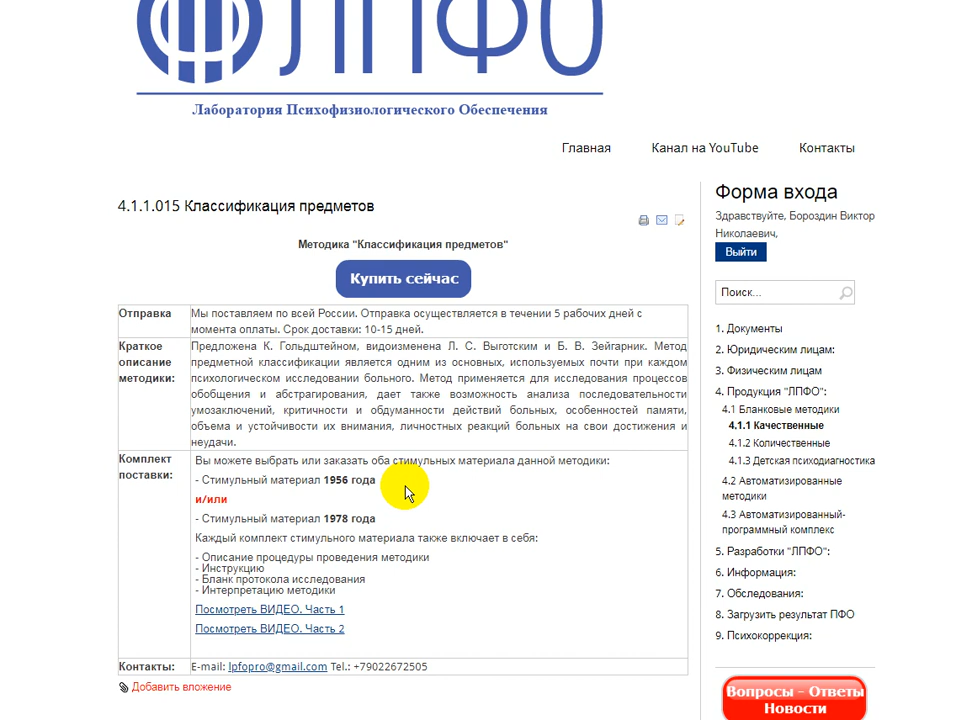 ЛПФО
Лаборатория Психофизиологического Обеспечения
Главная Канал на YouTube Контакты
4.1.1.015 Классификация предметов
Методика "Классификация предметов"
Купить сейчас
Отправка
Мы поставляем по всей России. Отправка осуществляется в течении 5 рабочих дней с
момента оплаты. Срок доставки: 10-15 дней.
Краткое
описание
методики:
Предложена К. Гольдштейном, видоизменена Л. С. Выготским и Б. В. Зейгарник. Метод
предметной классификации является одним из основных, используемых почти при каждом
психологическом исследовании больного. Метод применяется для исследования процессов
обобщения и абстрагирования, дает также возможность анализа последовательности
умозаключений, критичности и обдуманности действий больных, особенностей памяти,
объема и устойчивости их внимания, личностных реакций больных на свои достижения и
неудачи.
Комплект
поставки:
Вы можете выбрать или заказать оба стимульных материала данной методики:
- Стимульный материал 1956 года
и/или
- Стимульный материал 1978 года
Каждый комплект стимульного материала также включает в себя:
- Описание процедуры проведения методики
- Инструкцию
- Бланк протокола исследования
- Интерпретацию методики
Посмотреть ВИДЕО. Часть 1
Посмотреть ВИДЕО. Часть 2
Контакты:
E-mail: lpfopro@gmail.com Tel.: +79022672505
Добавить вложение
Форма входа
Здравствуйте, Бороздин Виктор
Николаевич,
Выйти
Поиск...
1. Документы
2. Юридическим лицам:
3. Физическим лицам
4. Продукция "ЛПФО":
4.1 Бланковые методики
4.1.1 Качественные
4.1.2 Количественные
4.1.3 Детская психодиагностика
4.2 Автоматизированные
методики
4.3 Автоматизированный-
программный комплекс
5. Разработки "ЛПФО":
6. Информация:
7. Обследования:
8. Загрузить результат ПФО
9. Психокоррекция:
Вопросы - Ответы
Новости